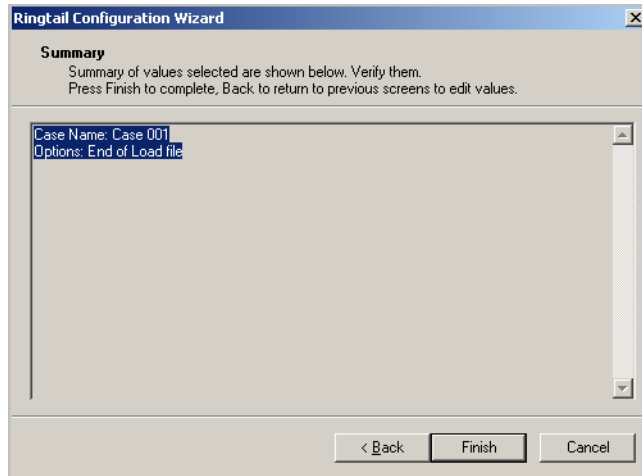 Ringtail Configuration Wizard
Summary
Summary of values selected are shown below. Verify them.
Press Finish to complete, Back to return to previous screens to edit values.
Case Name: Case 001
Options: End of Load file
< Back
Finish
Cancel